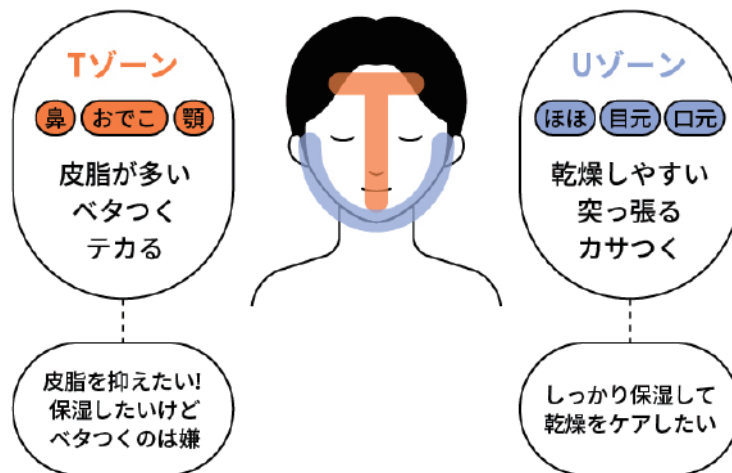 Tゾーン
鼻 おでこ 顎
皮脂が多い
ベタつく
テカる
皮脂を抑えたい!
保湿したいけど
ベタつくのは嫌
Uゾーン
ほほ 目元 口元
乾燥しやすい
突っ張る
カサつく
しっかり保湿して
乾燥をケアしたい